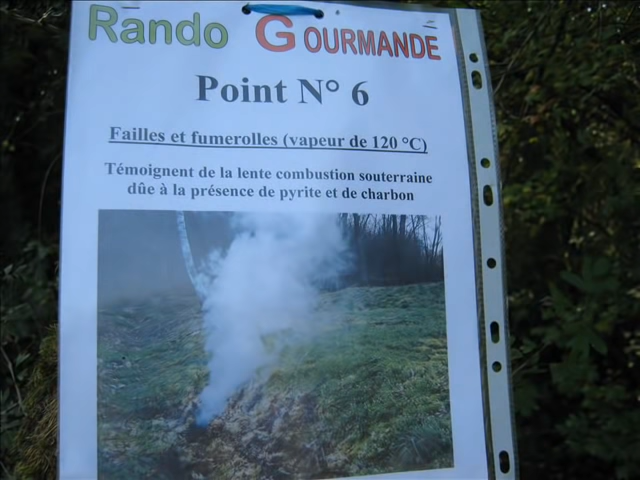 Rando GOURMANDE
Point N° 6
Failles et fumerolles (vapeur de 120 °C)
Témoignent de la lente combustion souterraine
dûe à la présence de pyrite et de charbon